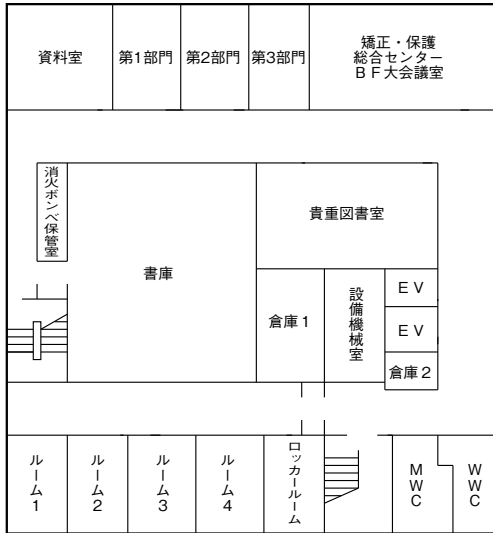 資料室
第1部門
第2部門
第3部門
矯正・保護
総合センター
ＢＦ大会議室
消火ボンベ保管室
書庫
貴重図書室
倉庫1
設備機械室
ＥＶ
ＥＶ
倉庫2
ルーム1
ルーム2
ルーム3
ルーム4
ロッカールーム
ＭＷＣ
ＷＷＣ